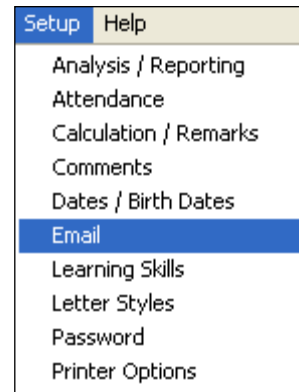 Setup Help
Analysis / Reporting
Attendance
Calculation / Remarks
Comments
Dates / Birth Dates
Email
Learning Skills
Letter Styles
Password
Printer Options